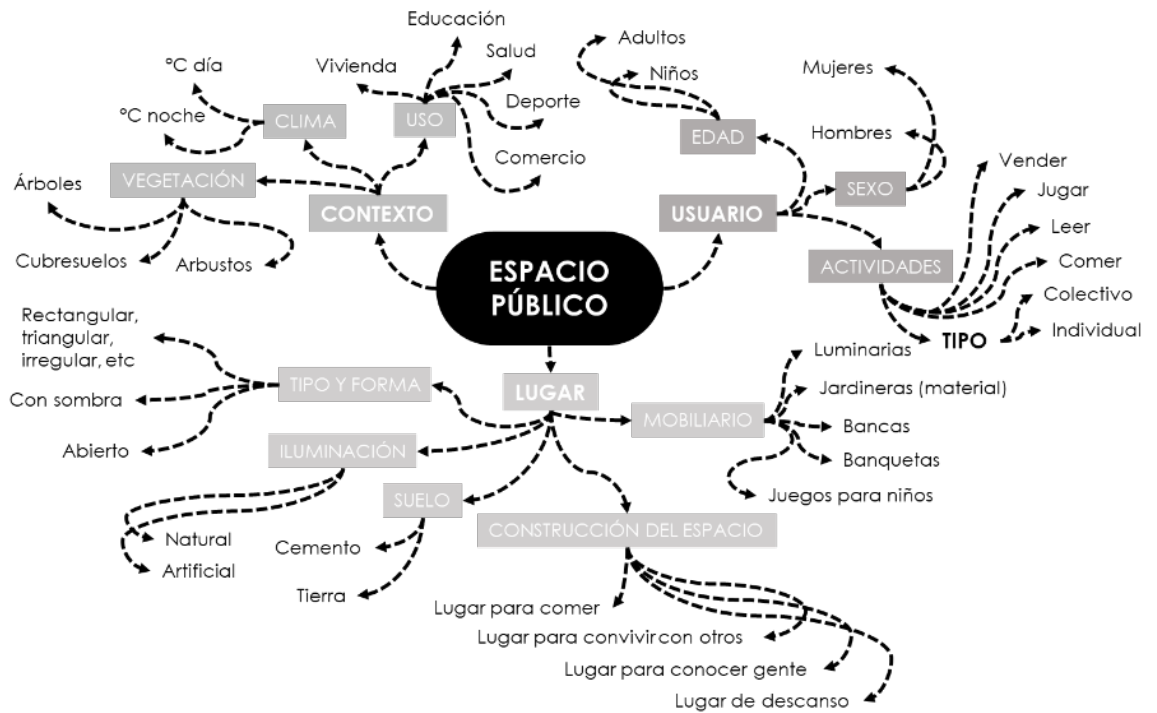 ESPACIO
PÚBLICO
CONTEXTO
CLIMA
°C día
°C noche
USO
Vivienda
Educación
Salud
Deporte
Comercio
VEGETACIÓN
Árboles
Cubresuelos
Arbustos
USUARIO
EDAD
Adultos
Niños
SEXO
Mujeres
Hombres
ACTIVIDADES
Vender
Jugar
Leer
Comer
TIPO
Colectivo
Individual
LUGAR
TIPO Y FORMA
Rectangular,
triangular,
irregular, etc
Con sombra
Abierto
ILUMINACIÓN
Natural
Artificial
SUELO
Cemento
Tierra
MOBILIARIO
Luminarias
Jardineras (material)
Bancas
Banquetas
Juegos para niños
CONSTRUCCIÓN DEL ESPACIO
Lugar para comer
Lugar para convivir con otros
Lugar para conocer gente
Lugar de descanso